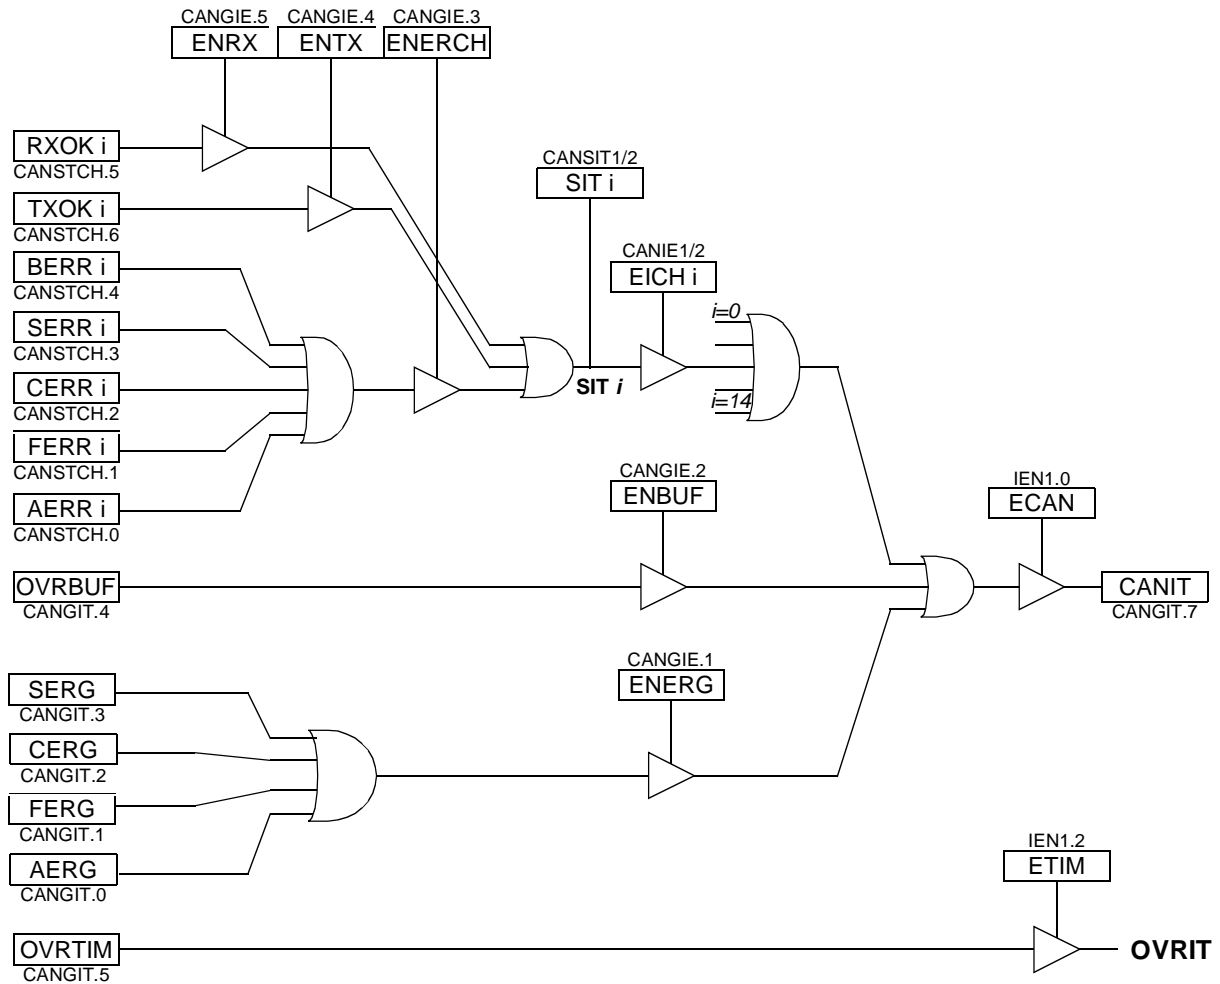 CANGIE.5 CANGIE.4 CANGIE.3
ENRX ENTX ENERCH
RXOK i
CANSTCH.5
CANSIT1/2
SIT i
TXOK i
CANSTCH.6
CANIE1/2
EICH i
BERR i
CANSTCH.4
i=0
SERR i
CANSTCH.3
SIT i
CERR i
CANSTCH.2
i=14
FERR i
CANSTCH.1
CANGIE.2
ENBUF
IEN1.0
ECAN
AERR i
CANSTCH.0
OVRBUF
CANGIT.4
CANIT
CANGIT.7
CANGIE.1
ENERG
SERG
CANGIT.3
CERG
CANGIT.2
FERG
CANGIT.1
IEN1.2
ETIM
AERG
CANGIT.0
OVRTIM
CANGIT.5
OVRIT